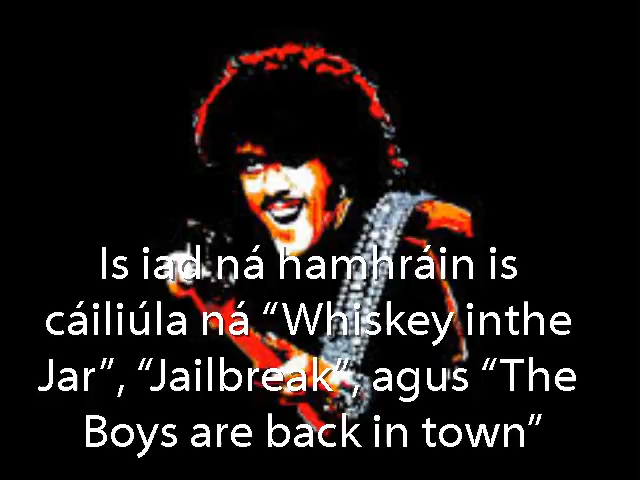 Is iad ná hamhráin is
cáiliúla ná “Whiskey inthe
Jar”, “Jailbreak”, agus “The
Boys are back in town”